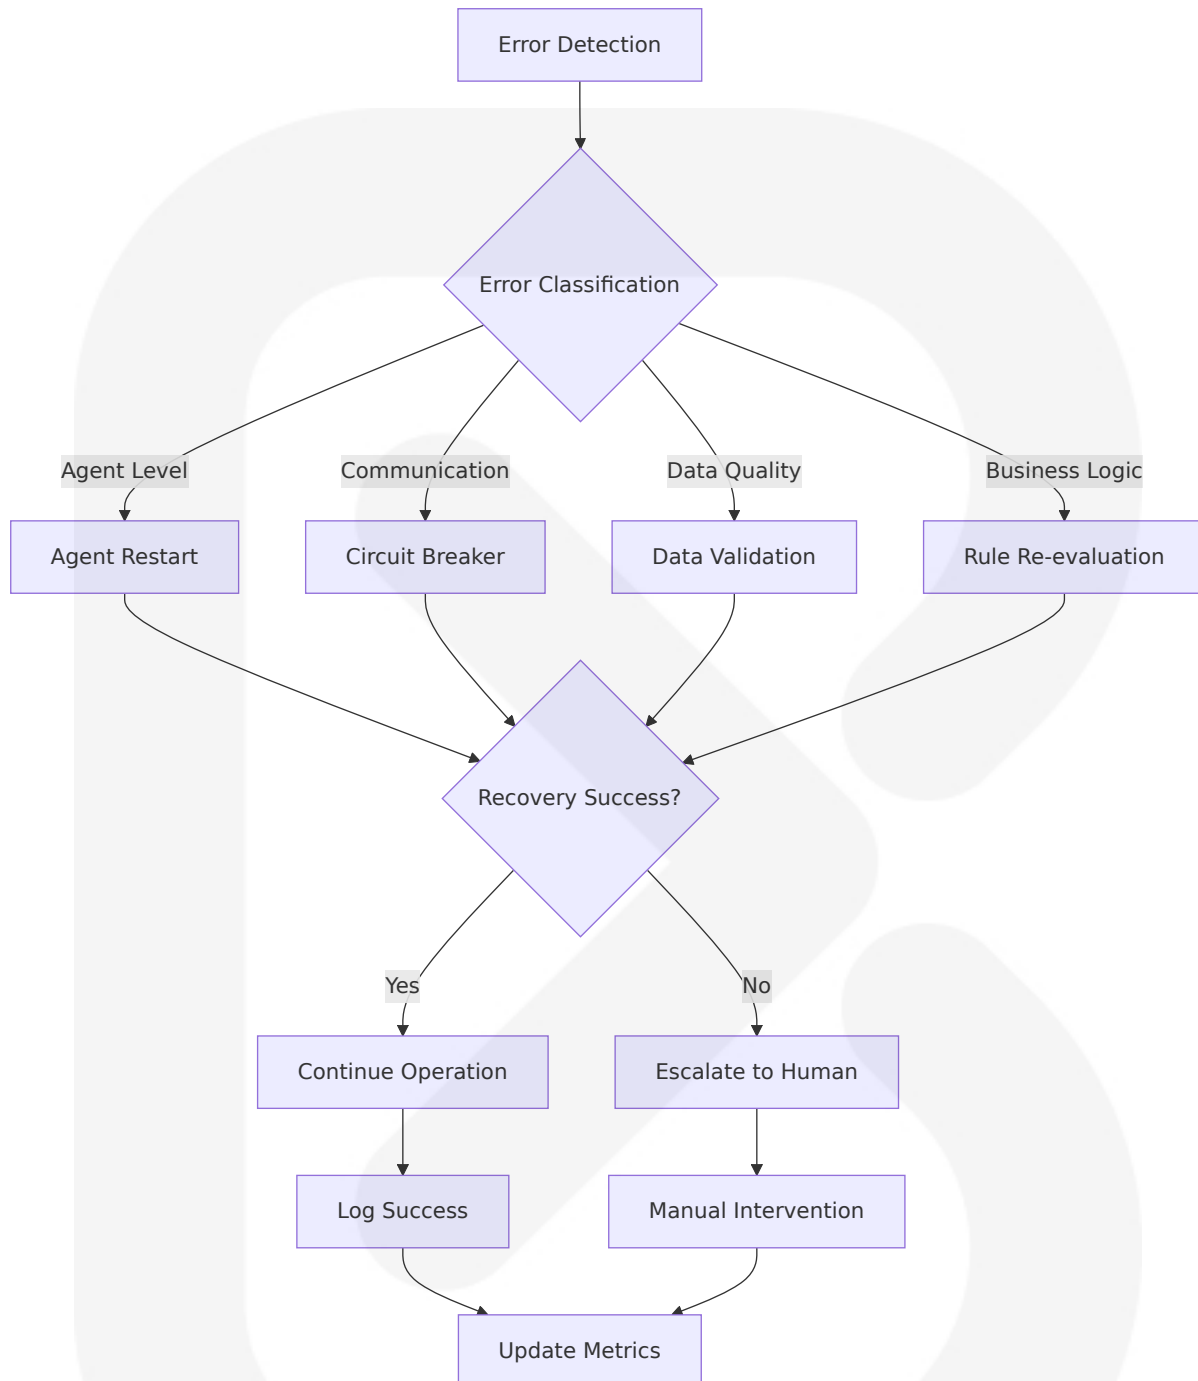 Error Detection
Error Classification
Agent Level
Communication
Data Quality
Business Logic
Agent Restart
Circuit Breaker
Data Validation
Rule Re-evaluation
Recovery Success?
Yes
No
Continue Operation
Escalate to Human
Log Success
Manual Intervention
Update Metrics